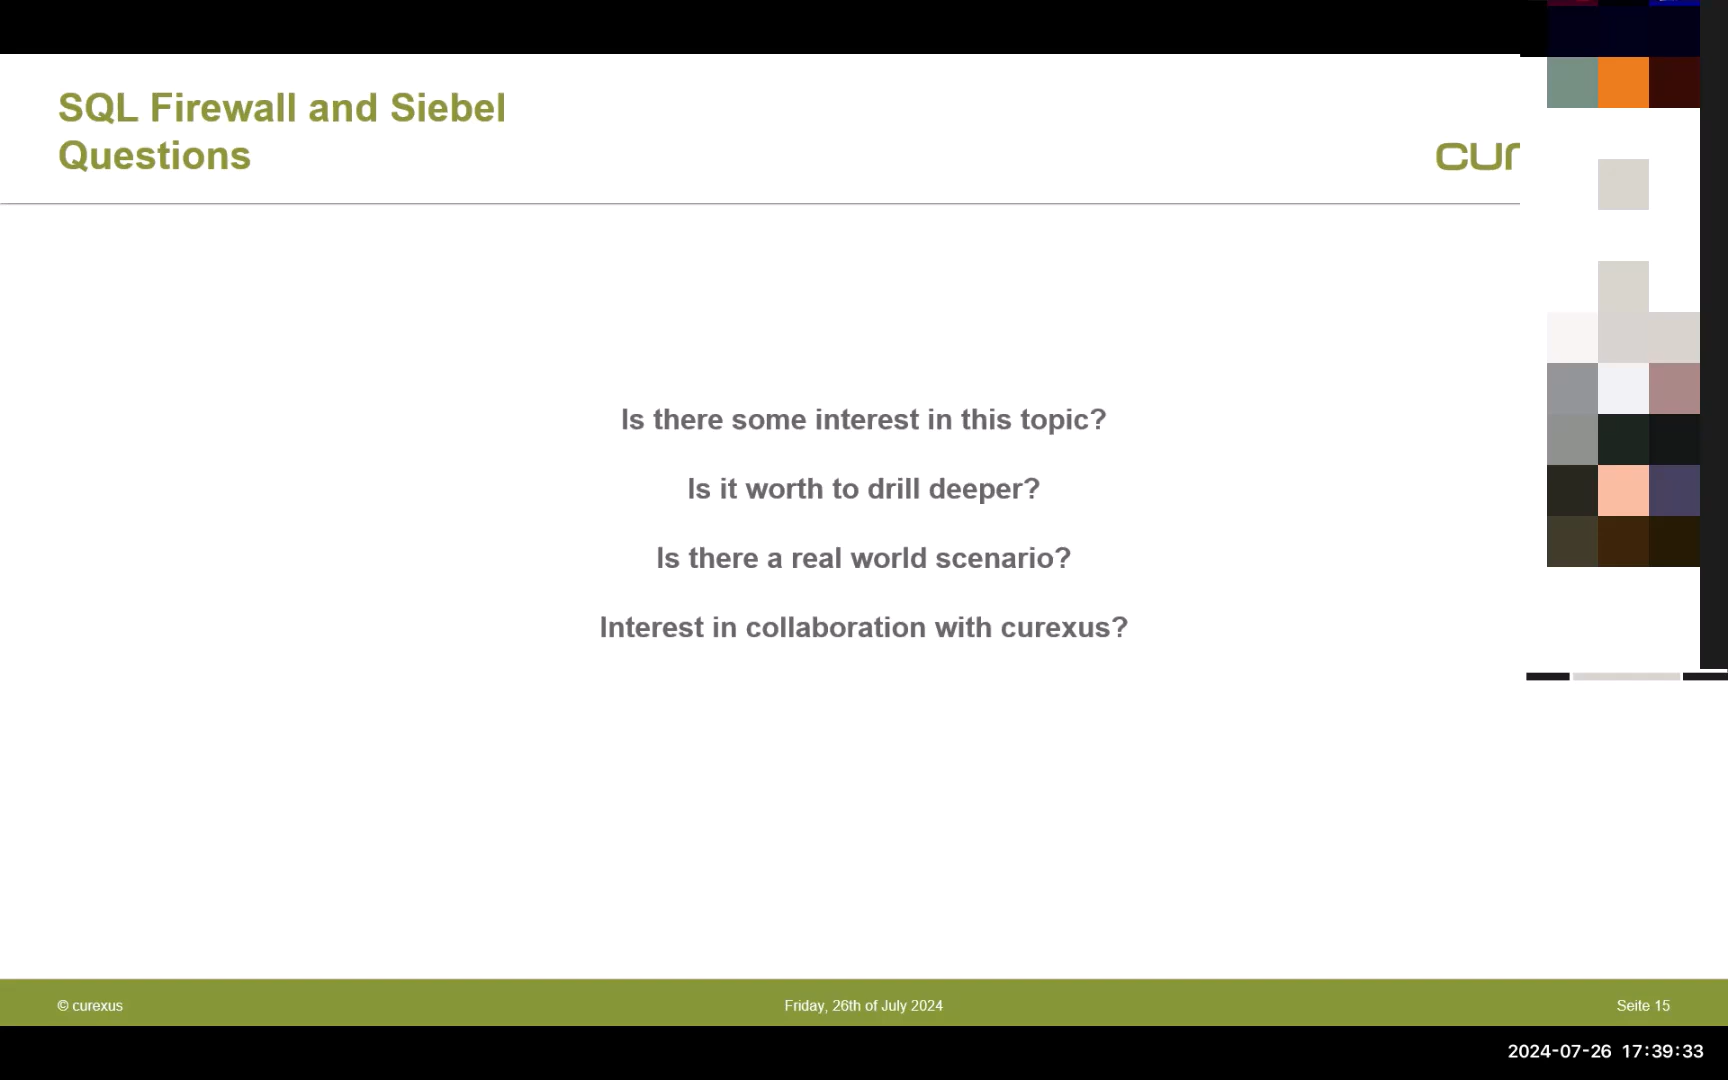 SQL Firewall and Siebel
Questions
cur
Is there some interest in this topic?
Is it worth to drill deeper?
Is there a real world scenario?
Interest in collaboration with curexus?
© curexus
Friday, 26th of July 2024
Seite 15
2024-07-26 17:39:33